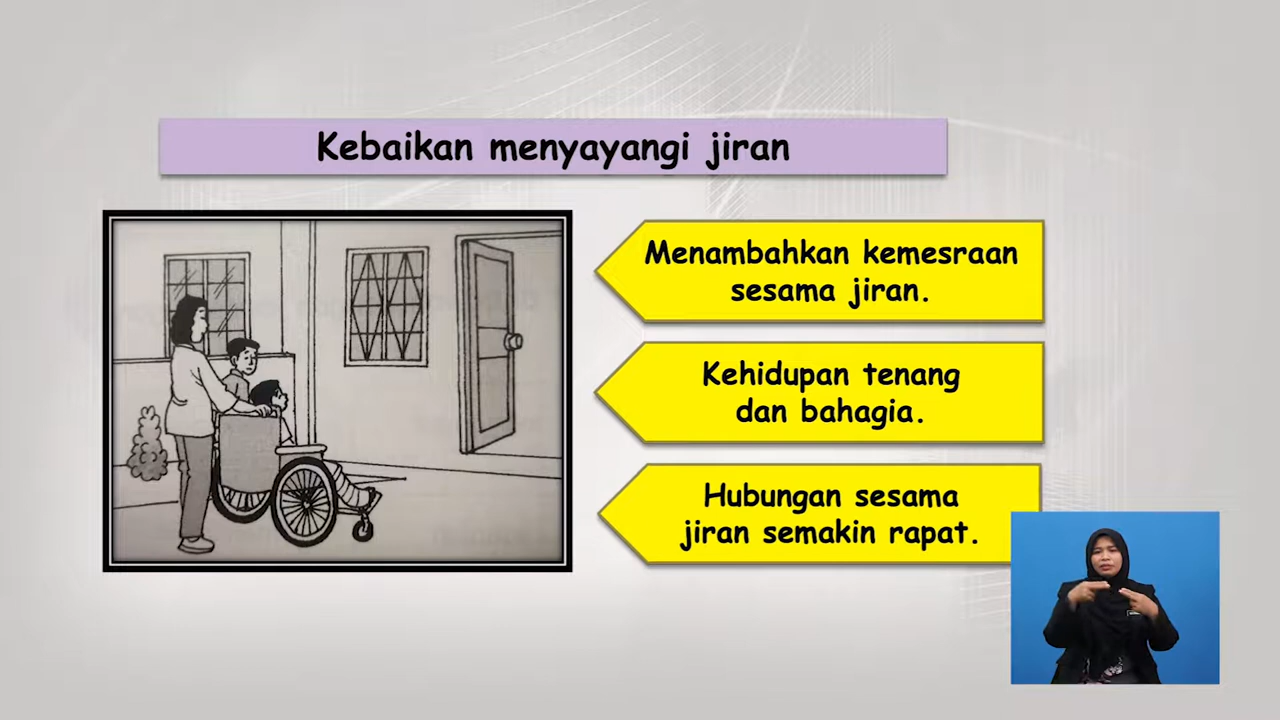 Kebaikan menyayangi jiran
Menambahkan kemesraan
sesama jiran.
Kehidupan tenang
dan bahagia.
Hubungan sesama
jiran semakin rapat.